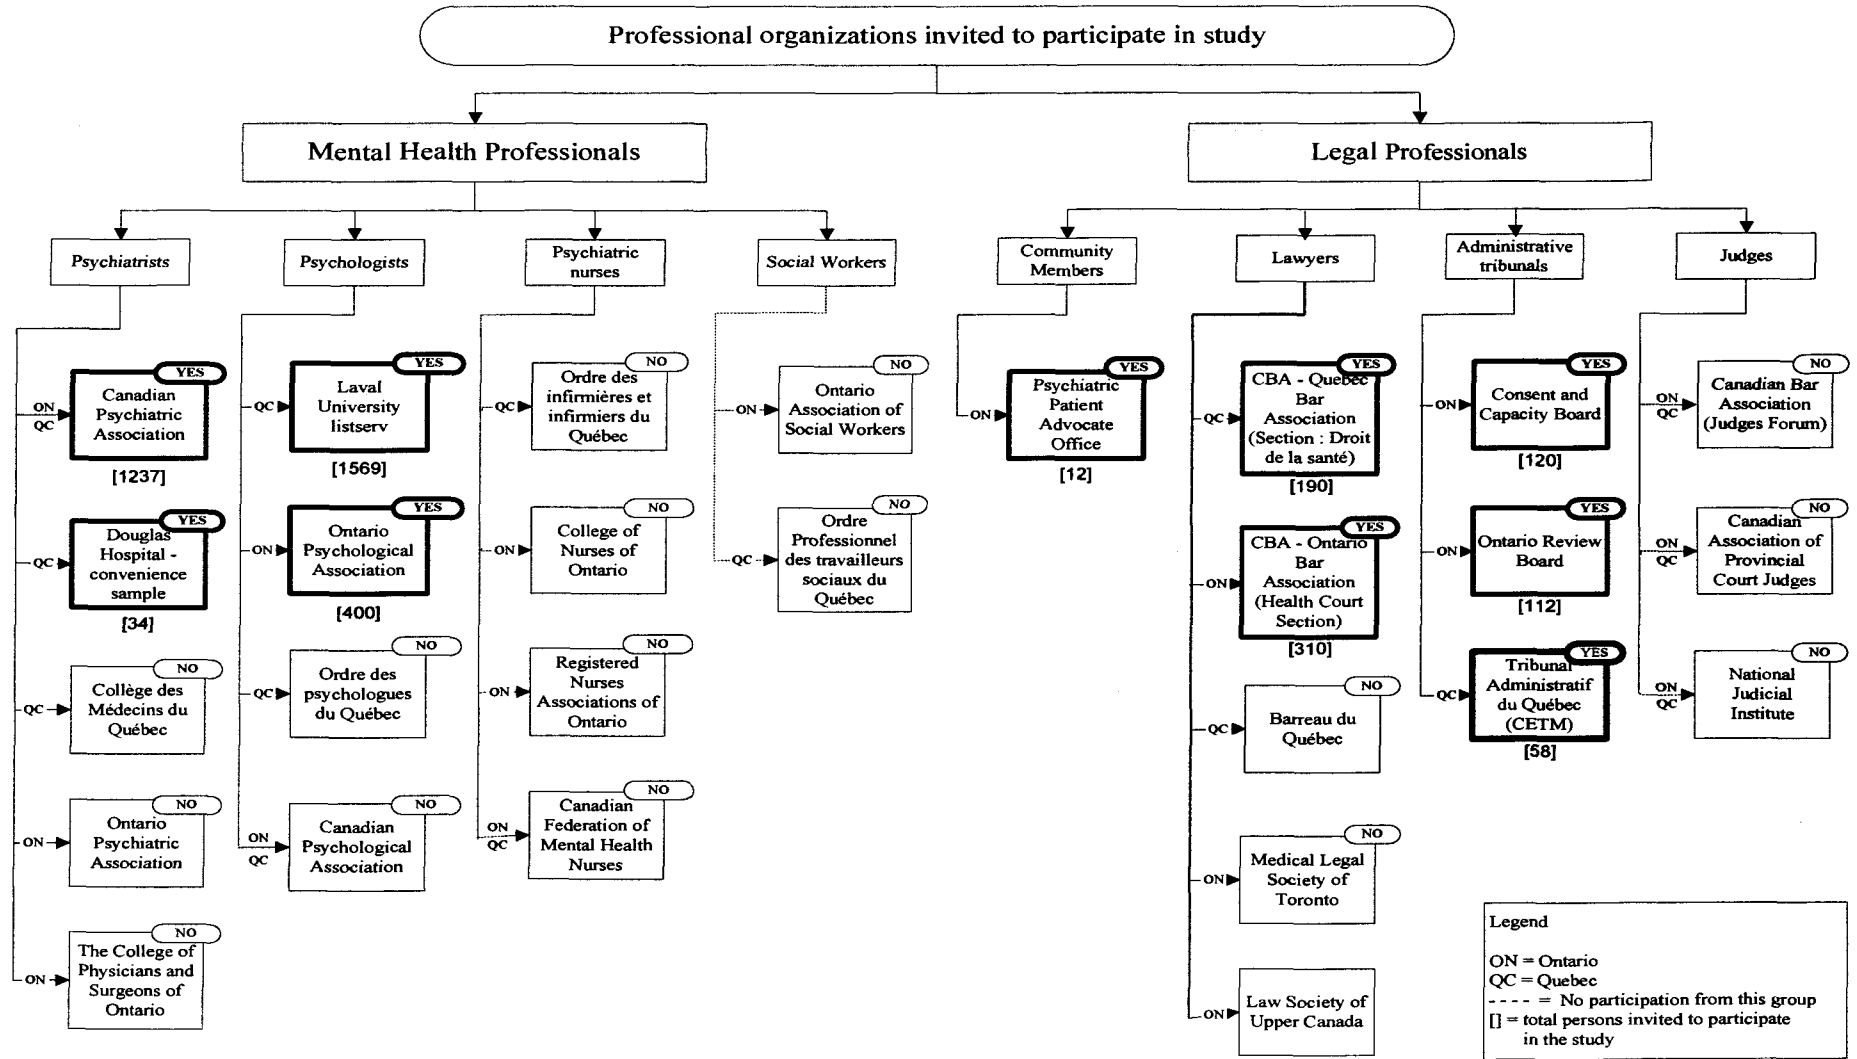 Professional organizations invited to participate in study
Mental Health Professionals
Legal Professionals
Psychiatrists
Psychologists
Psychiatric
nurses
Social Workers
Community
Members
Lawyers
Administrative
tribunals
Judges
ON
QC
YES
Canadian
Psychiatric
Association
[1237]
QC
YES
Douglas
Hospital -
convenience
sample
[34]
QC
NO
Collège des
Médecins du
Québec
ON
NO
Ontario
Psychiatric
Association
ON
NO
The College of
Physicians and
Surgeons of
Ontario
QC
YES
Laval
University
listserv
[1569]
ON
YES
Ontario
Psychological
Association
[400]
QC
NO
Ordre des
psychologues
du Québec
ON
QC
NO
Canadian
Psychological
Association
QC
NO
Ordre des
infirmières et
infirmiers du
Québec
ON
NO
College of
Nurses of
Ontario
ON
NO
Registered
Nurses
Associations of
Ontario
ON
QC
NO
Canadian
Federation of
Mental Health
Nurses
ON
NO
Ontario
Association of
Social Workers
QC
NO
Ordre
Professionnel
des travailleurs
sociaux du
Québec
ON
YES
Psychiatric
Patient
Advocate
Office
[12]
QC
YES
CBA - Quebec
Bar
Association
(Section : Droit
de la santé)
[190]
ON
YES
CBA - Ontario
Bar
Association
(Health Court
Section)
[310]
QC
NO
Barreau du
Québec
ON
NO
Medical Legal
Society of
Toronto
ON
Law Society of
Upper Canada
ON
YES
Consent and
Capacity Board
[120]
ON
YES
Ontario Review
Board
[112]
QC
YES
Tribunal
Administratif
du Québec
(CETM)
[58]
ON
QC
NO
Canadian Bar
Association
(Judges Forum)
ON
QC
NO
Canadian
Association of
Provincial
Court Judges
ON
QC
NO
National
Judicial
Institute
Legend
ON = Ontario
QC = Quebec
---- = No participation from this group
[] = total persons invited to participate
in the study